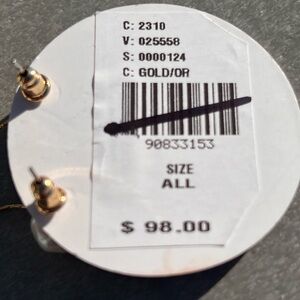 C: 2310
V: 025558
S: 0000124
C: GOLD/OR
90833153
SIZE
ALL
$ 98.00